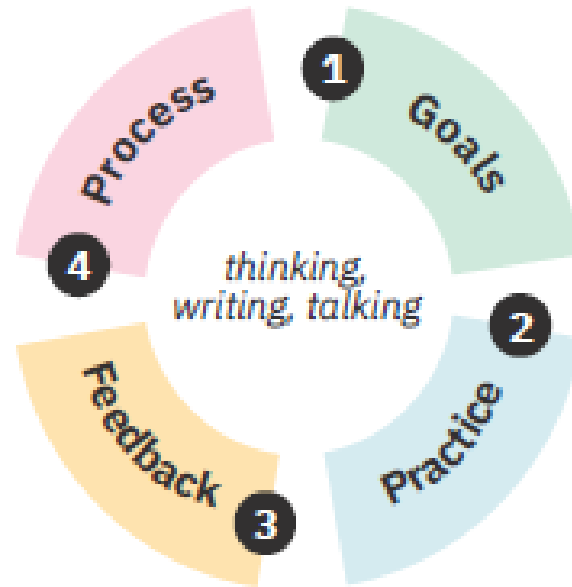 1
Goals
2
Practice
3
Feedback
4
Process
thinking,
writing, talking